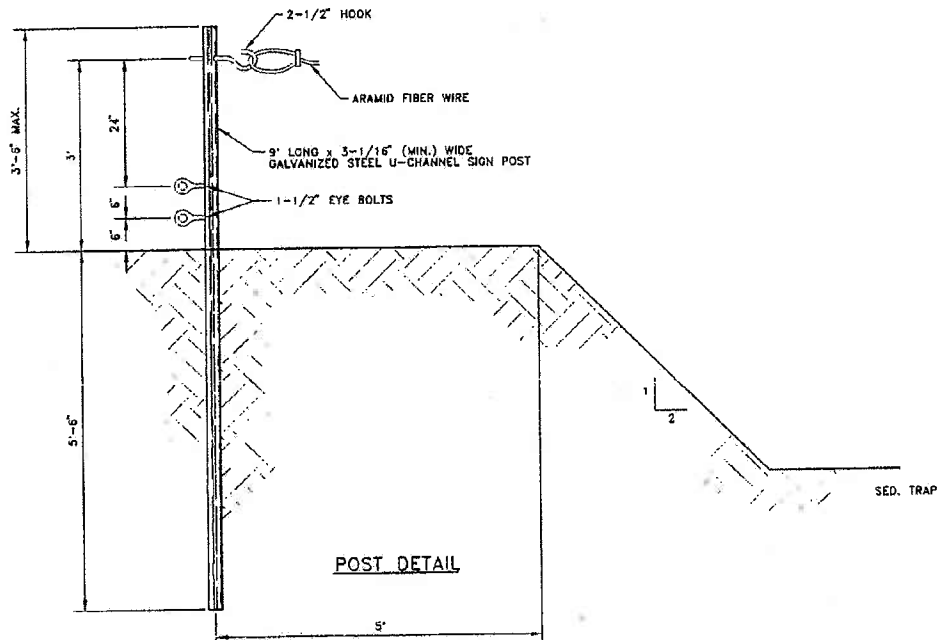 2-1/2" HOOK
ARAMID FIBER WIRE
3'-6" MAX.
3'
24"
9' LONG x 3-1/16" (MIN.) WIDE
GALVANIZED STEEL U-CHANNEL SIGN POST
1-1/2" EYE BOLTS
6"
6"
5'-6"
1
2
SED. TRAP
POST DETAIL
5'